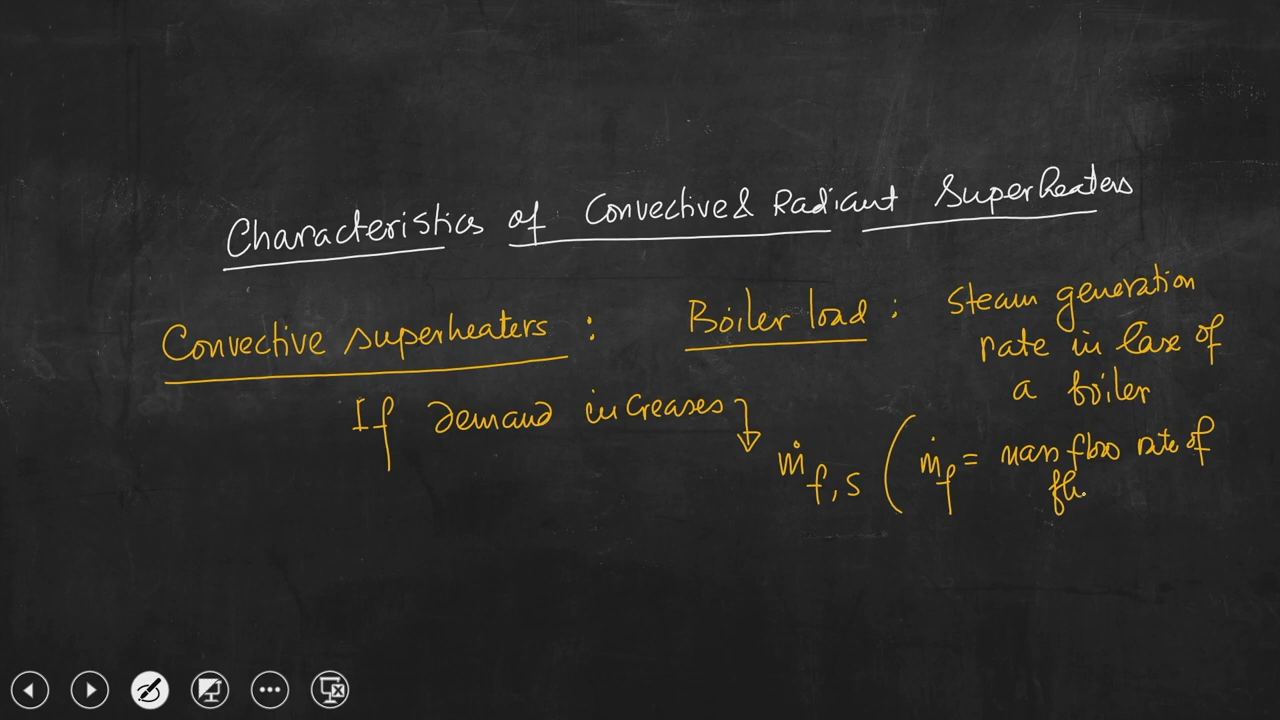 Characteristics of Convective & Radiant Superheaters
Convective superheaters :
Boiler load : Steam generation
rate in case of
a boiler
If demand increases
ṁf,s ( ṁf = mass flow rate of